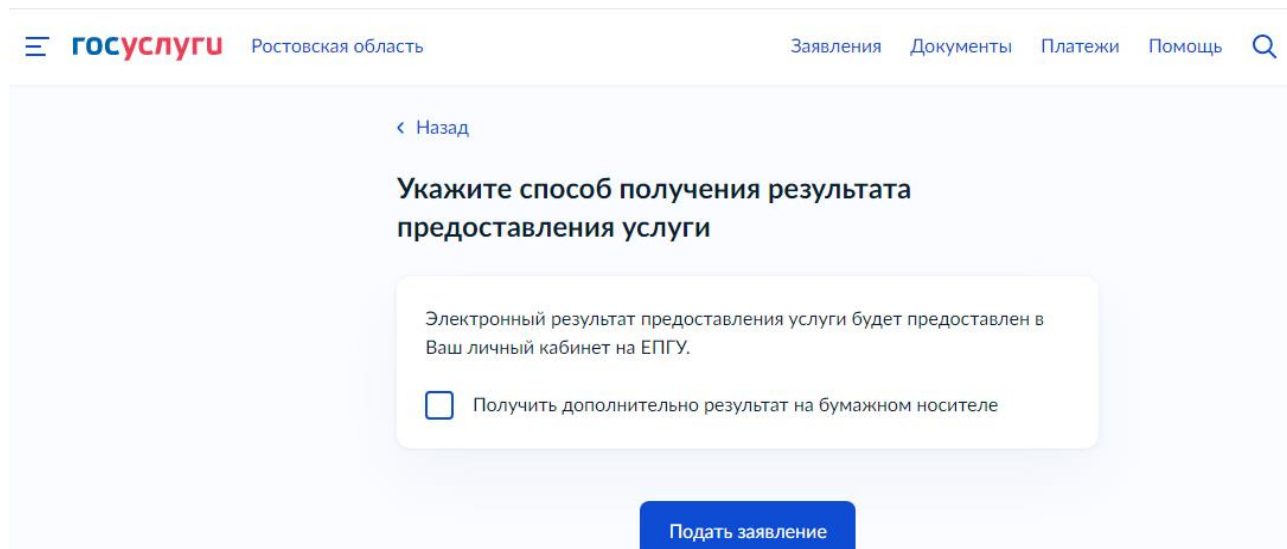 госуслуги Ростовская область Заявления Документы Платежи Помощь
Назад
Укажите способ получения результата
предоставления услуги
Электронный результат предоставления услуги будет предоставлен в
Ваш личный кабинет на ЕПГУ.
Получить дополнительно результат на бумажном носителе
Подать заявление